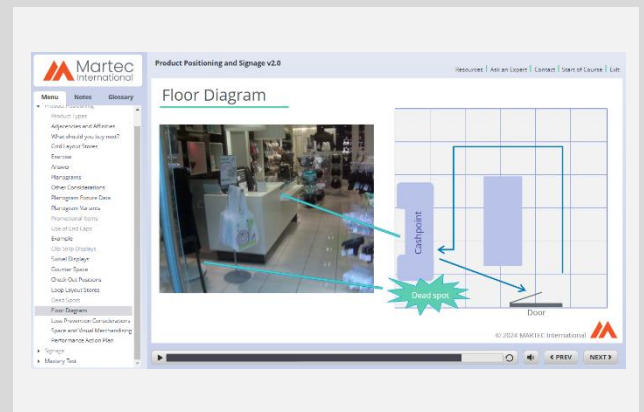 Martec
International
Product Positioning and Signage v2.0
Resources | Ask an Expert | Contact | Start of Course | Exit
Menu Notes Glossary
Product Positioning
Product Types
Adjacencies and Affinities
What should you buy next?
Grid Layout Stores
Exercise
Answer
Planograms
Other Considerations
Planogram Fixture Data
Planogram Variants
Promotional Items
Use of End Caps
Example
Clip Strip Displays
Swivel Displays
Counter Space
Check Out Positions
Loop Layout Stores
Dead Spots
Floor Diagram
Loss Prevention Considerations
Space and Visual Merchandising
Performance Action Plan
Signage
Mastery Test
Floor Diagram
Cashpoint
Dead spot
Door
© 2024 MARTEC International
PREV
NEXT